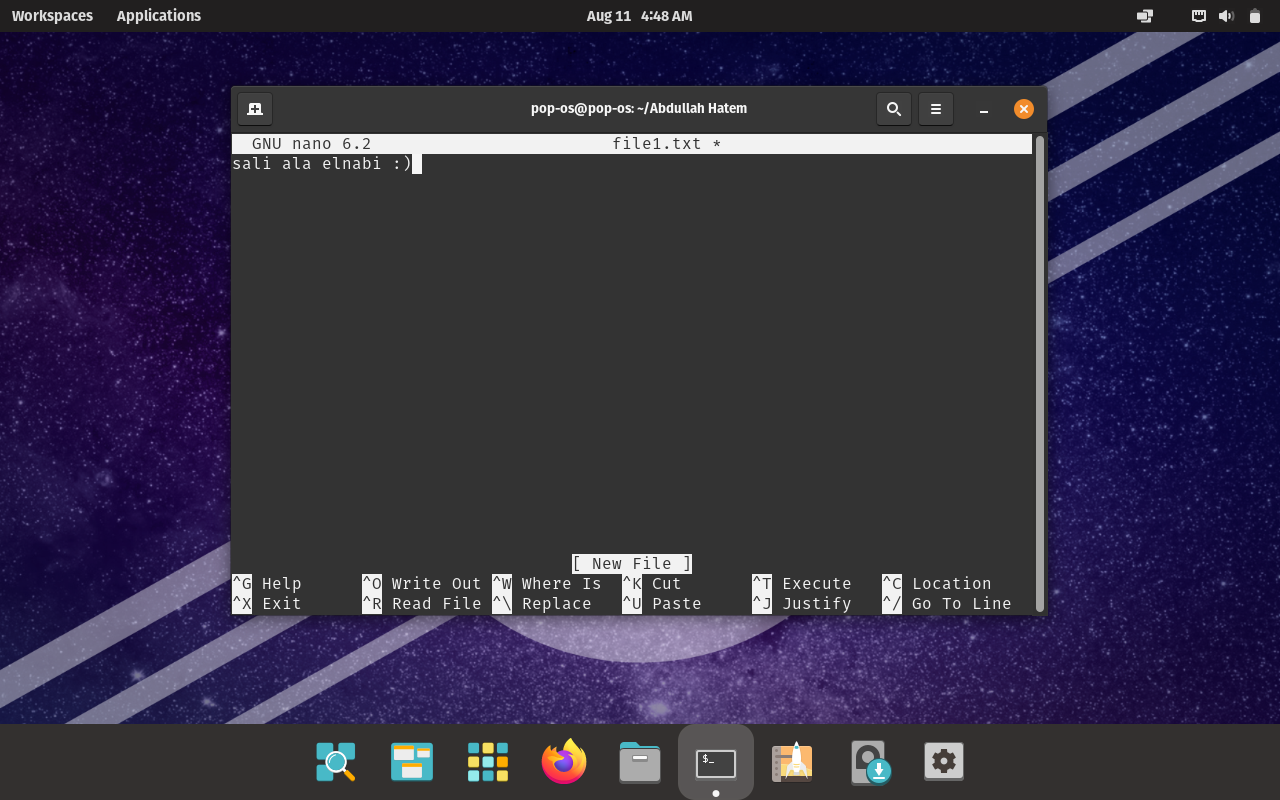 Workspaces Applications Aug 11 4:48 AM
pop-os@pop-os: ~/Abdullah Hatem
GNU nano 6.2 file1.txt *
sali ala elnabi :)
[ New File ]
^G Help ^O Write Out ^W Where Is ^K Cut ^T Execute ^C Location
^X Exit ^R Read File ^\ Replace ^U Paste ^J Justify ^/ Go To Line
$_